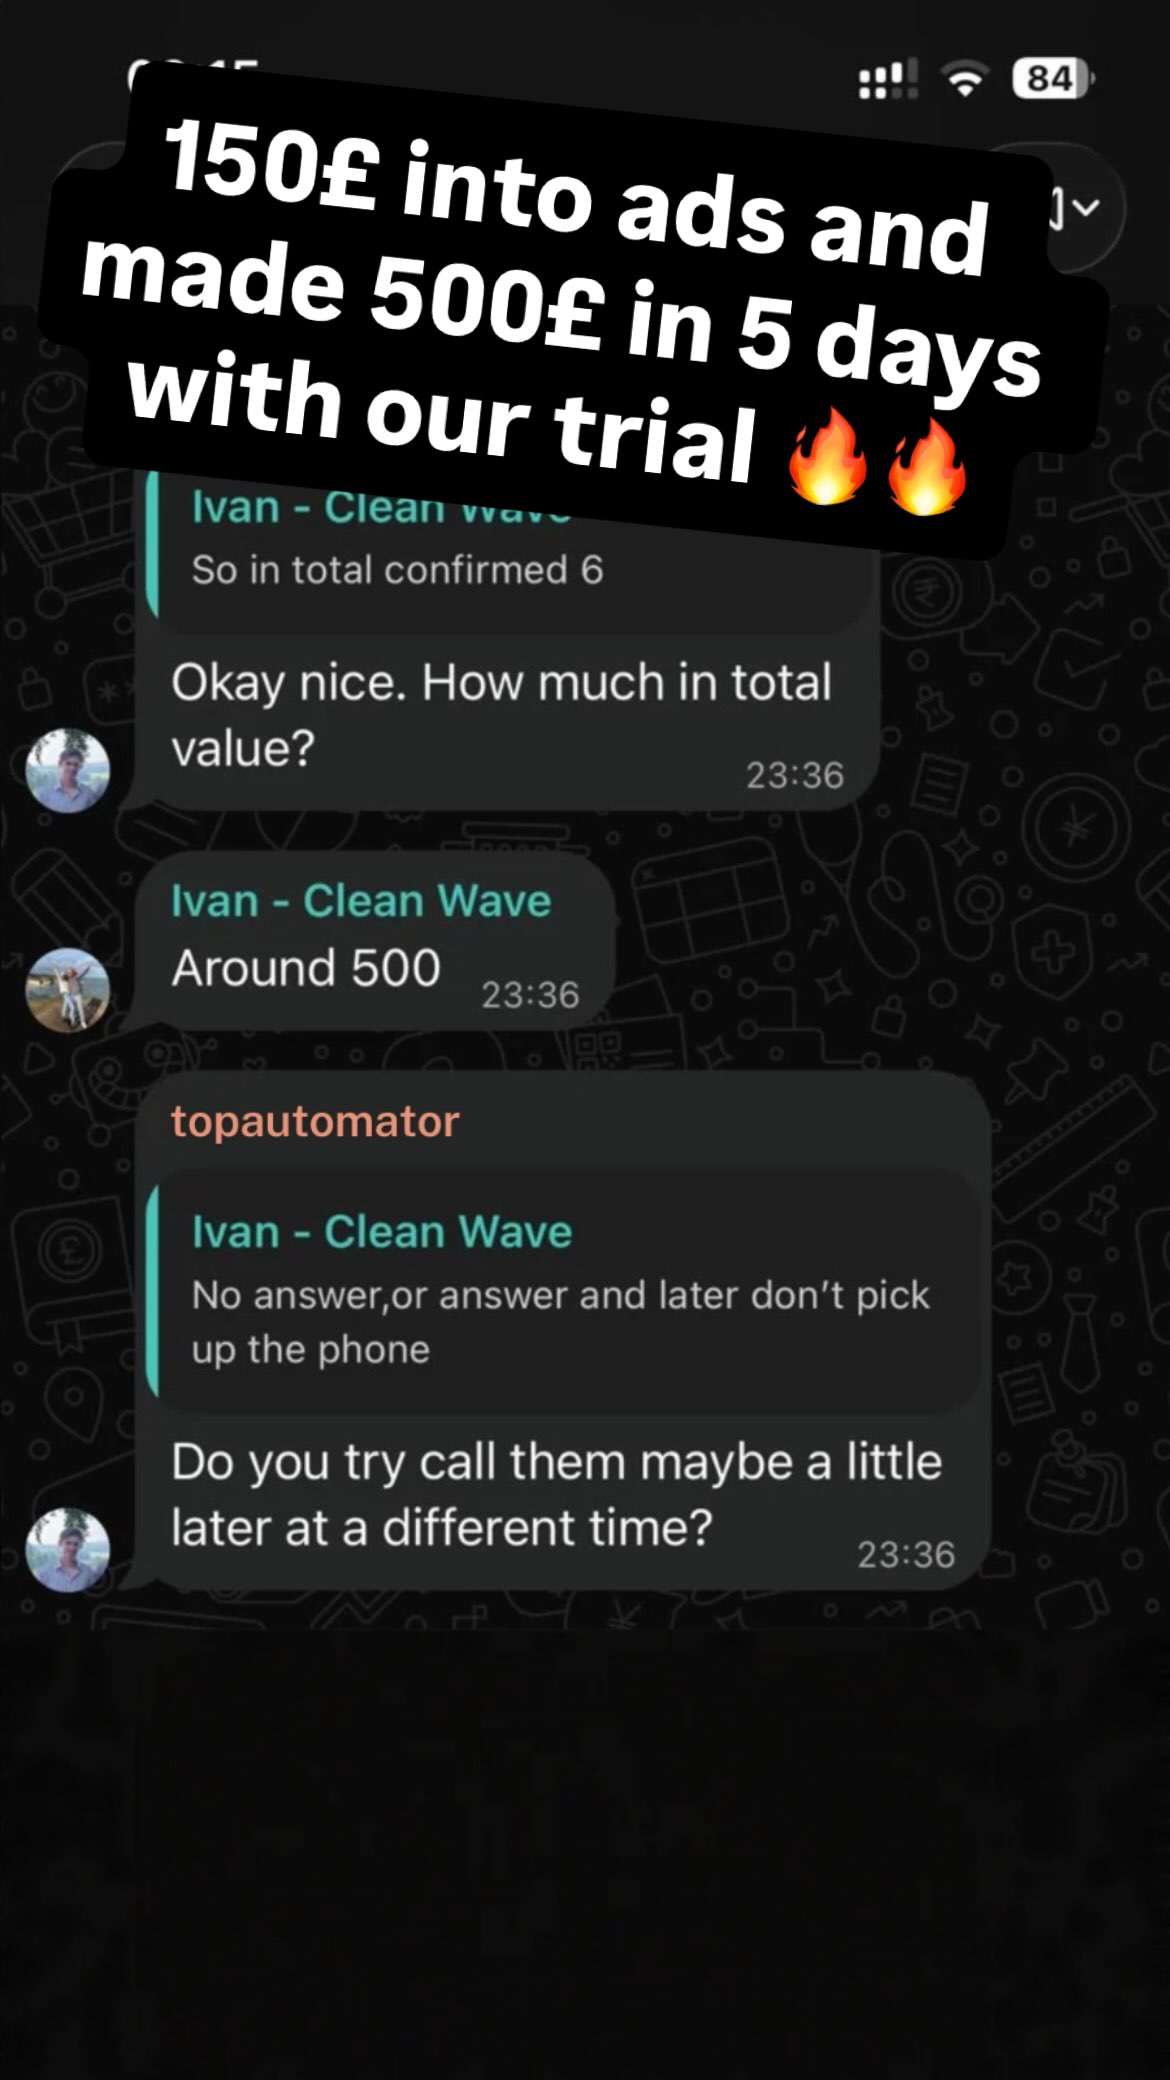 84
150£ into ads and
made 500£ in 5 days
with our trial 🔥🔥
Ivan - Clean Wave
So in total confirmed 6
Okay nice. How much in total
value?
23:36
Ivan - Clean Wave
Around 500
23:36
topautomator
Ivan - Clean Wave
No answer,or answer and later don’t pick
up the phone
Do you try call them maybe a little
later at a different time?
23:36